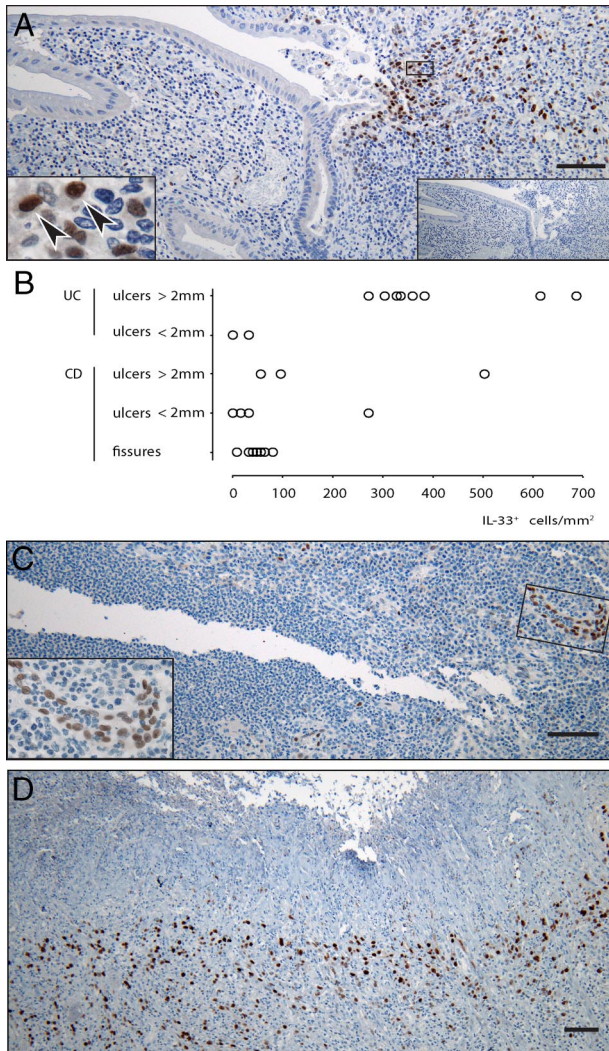 A
B
UC ulcers > 2mm
ulcers < 2mm
CD ulcers > 2mm
ulcers < 2mm
fissures
0 100 200 300 400 500 600 700
IL-33⁺ cells/mm²
C
D